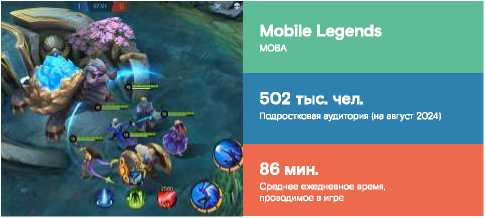 Mobile Legends
MOBA
502 тыс. чел.
Подростковая аудитория (на август 2024)
86 мин.
Среднее ежедневное время,
проводимое в игре